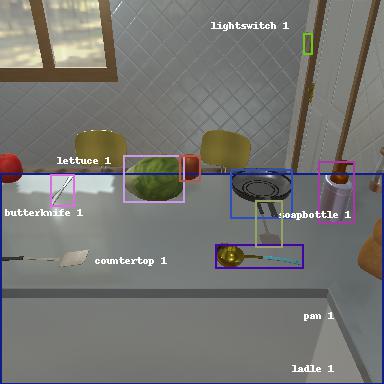 lightswitch 1
lettuce 1
butterknife 1
soapbottle 1
countertop 1
pan 1
ladle 1